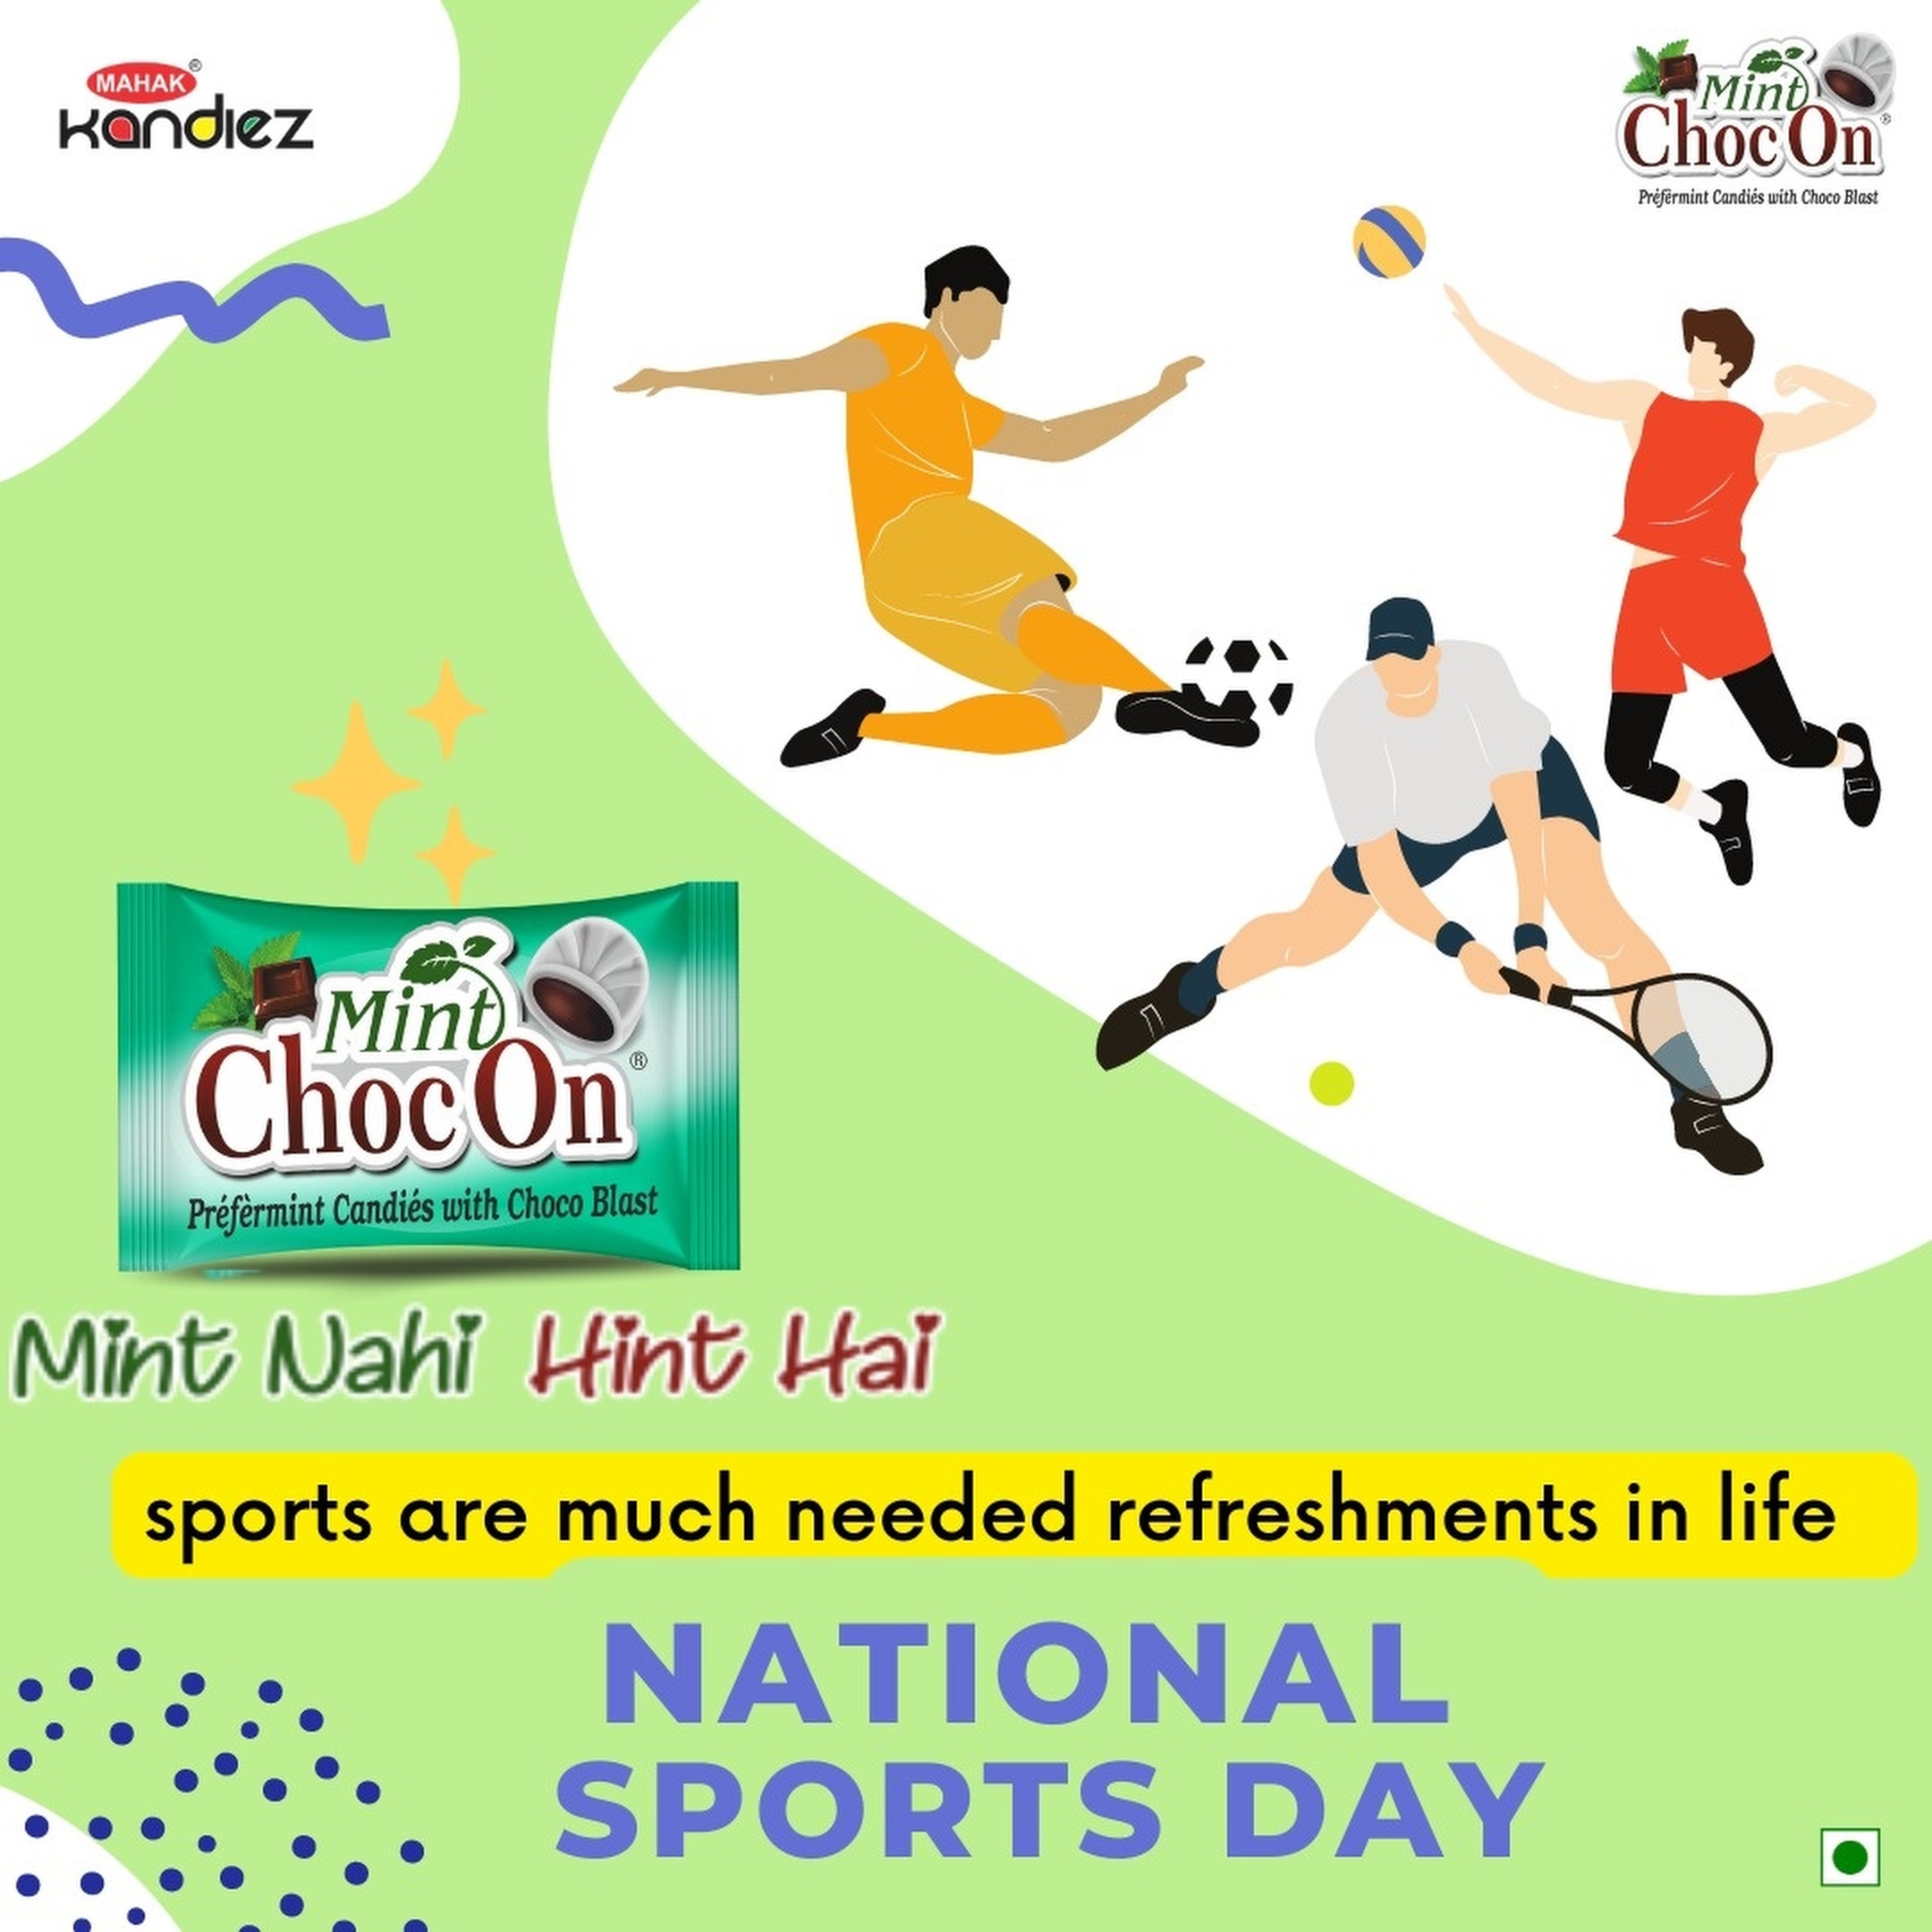 MAHAK®
Kandiez
Mint
Choc On®
Préfèrmint Candiés with Choco Blast
Mint
Choc On®
Préfèrmint Candiés with Choco Blast
Mint Nahi Hint Hai
sports are much needed refreshments in life
NATIONAL
SPORTS DAY